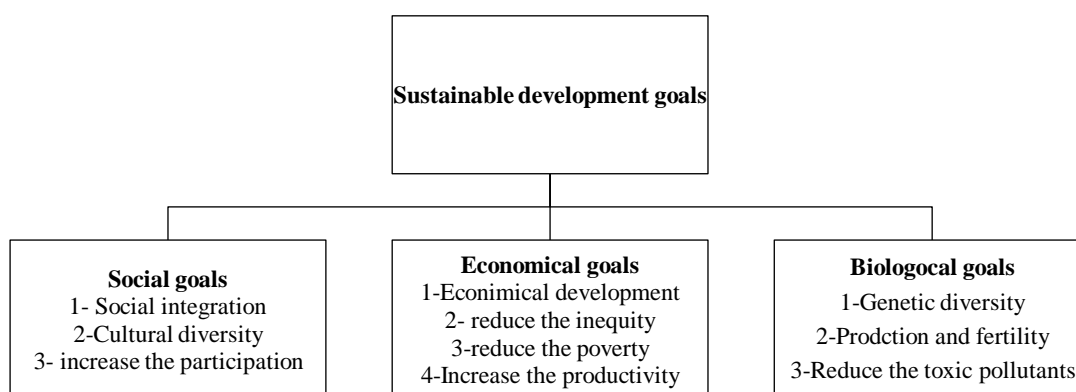 Sustainable development goals
Social goals
1- Social integration
2-Cultural diversity
3- increase the participation
Economical goals
1-Econimical development
2- reduce the inequity
3-reduce the poverty
4-Increase the productivity
Biologocal goals
1-Genetic diversity
2-Prodction and fertility
3-Reduce the toxic pollutants